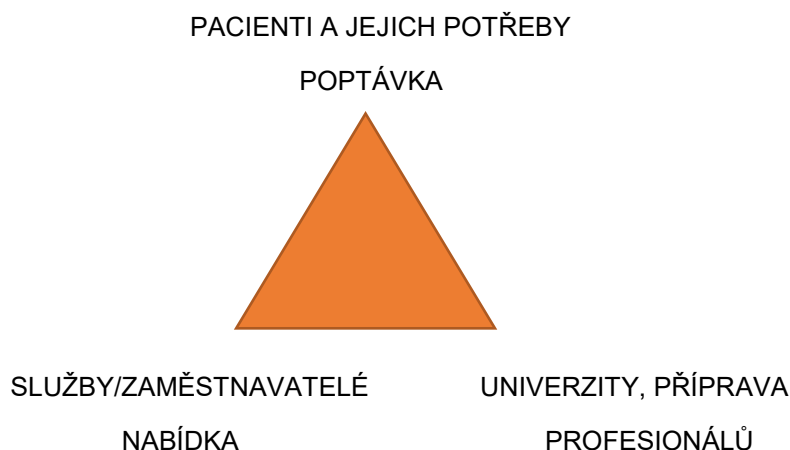 PACIENTI A JEJICH POTŘEBY
POPTÁVKA
SLUŽBY/ZAMĚSTNAVATELÉ
NABÍDKA
UNIVERZITY, PŘÍPRAVA
PROFESIONÁLŮ